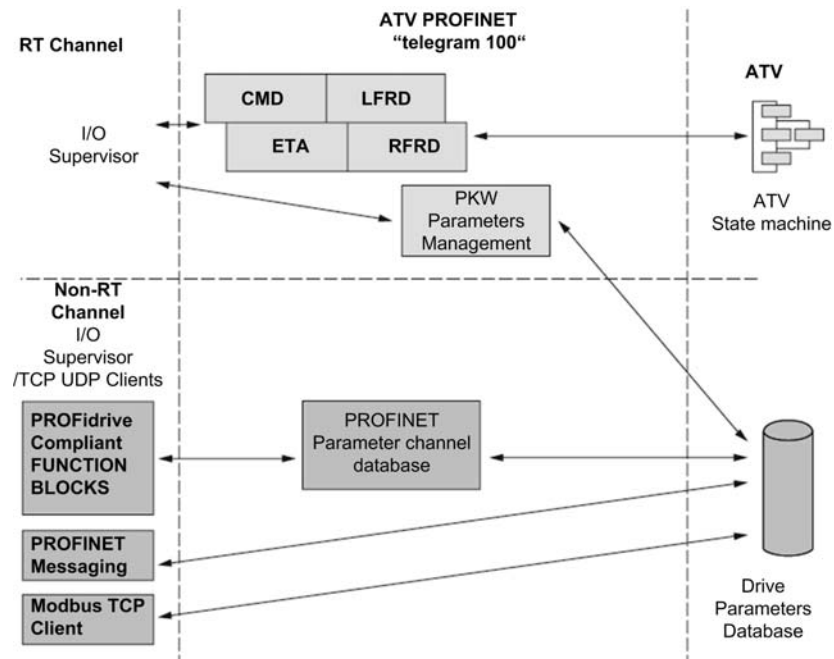 RT Channel
ATV PROFINET
“telegram 100“
ATV
CMD
LFRD
ETA
RFRD
I/O
Supervisor
PKW
Parameters
Management
ATV
State machine
Non-RT
Channel
I/O
Supervisor
/TCP UDP Clients
PROFidrive
Compliant
FUNCTION
BLOCKS
PROFINET
Parameter channel
database
PROFINET
Messaging
Modbus TCP
Client
Drive
Parameters
Database